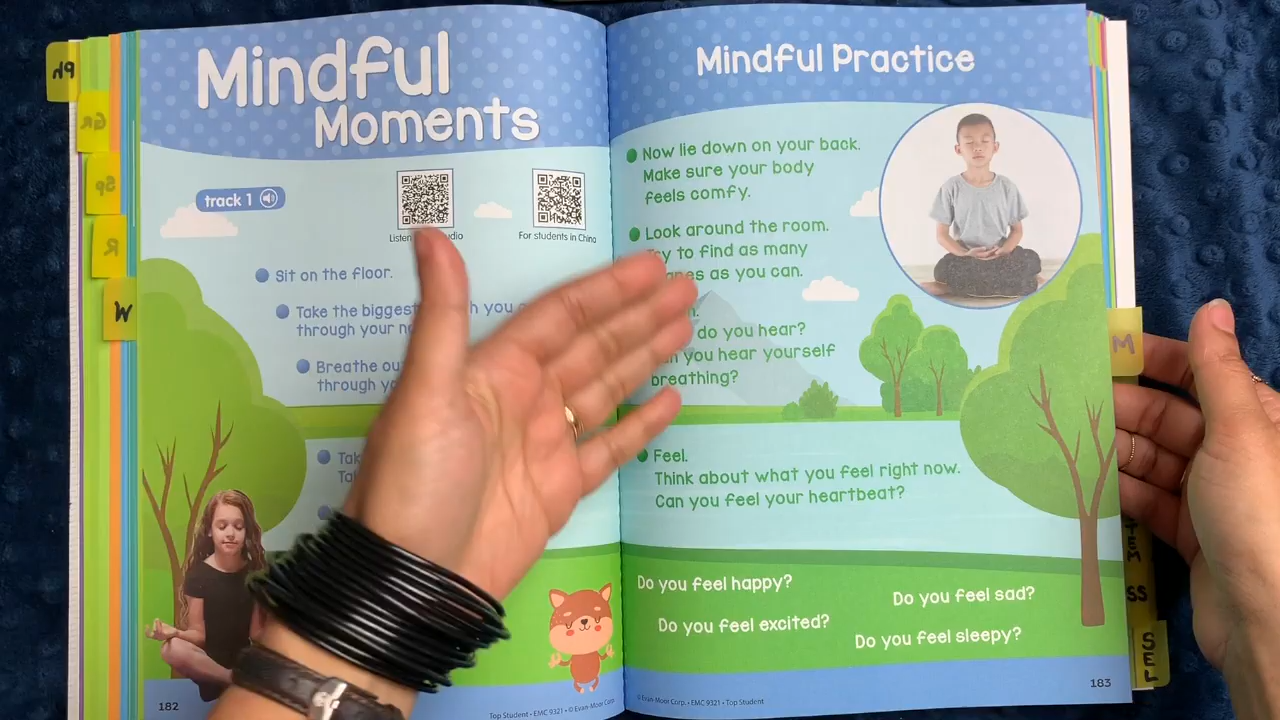 Mindful
Moments
track 1
Listen
For students in China
Sit on the floor.
Take the biggest you
through your
Breathe
through
182
Top Student • EMC 9321 • © Evan-Moor Corp.
Mindful Practice
Now lie down on your back.
Make sure your body
feels comfy.
Look around the room.
to find as many
as you can.
do you hear?
you hear yourself
breathing?
Feel.
Think about what you feel right now.
Can you feel your heartbeat?
Do you feel happy?
Do you feel sad?
Do you feel excited?
Do you feel sleepy?
© Evan-Moor Corp. • EMC 9321 • Top Student
183
Ph
GR
Sp
R
W
M
STEM
SS
SEL